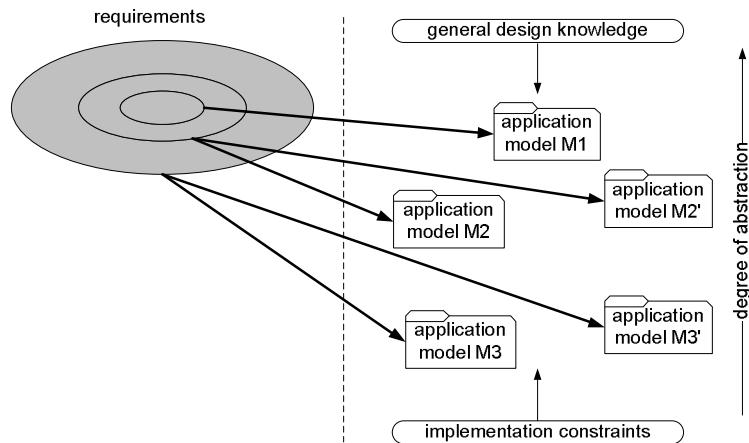 requirements
general design knowledge
application
model M1
application
model M2'
application
model M2
application
model M3'
application
model M3
implementation constraints
degree of abstraction